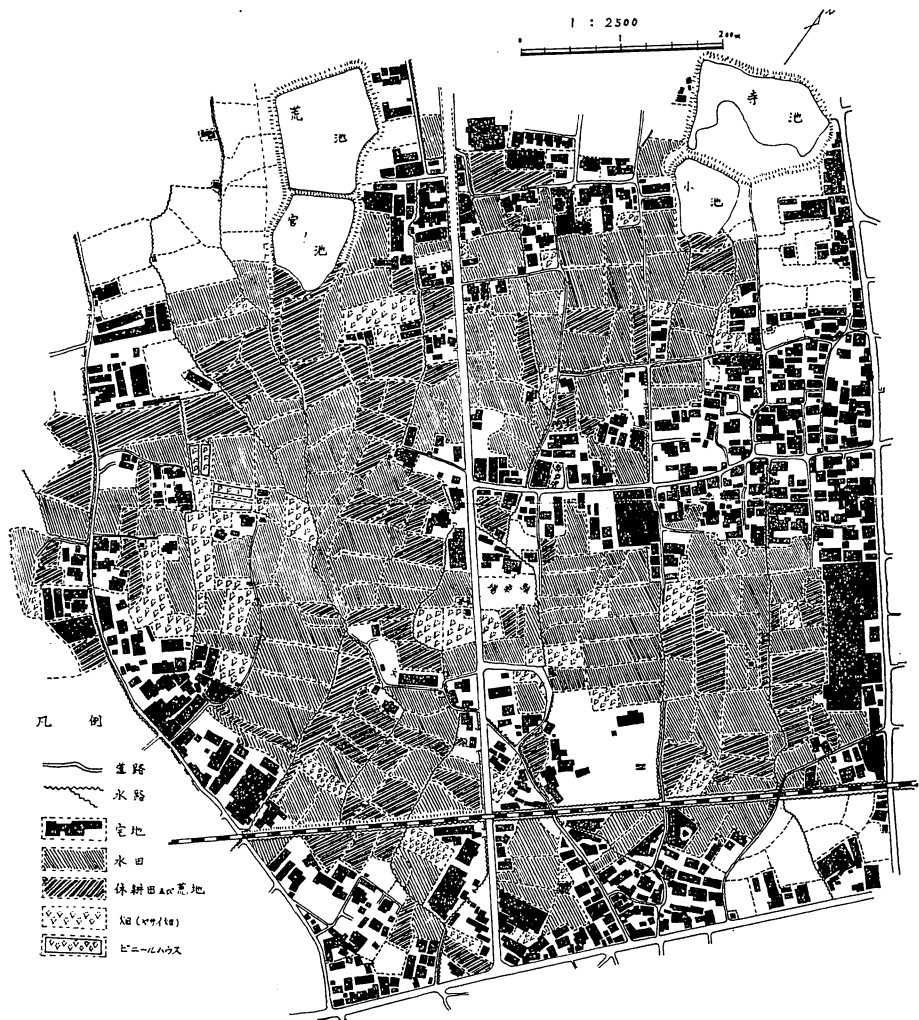 1 : 2500
0
1
200m
N
荒
池
寺
池
小
池
宮
池
凡 例
道路
水路
宅地
水田
休耕田及び荒地
畑(ヤサイ畑)
ビニールハウス